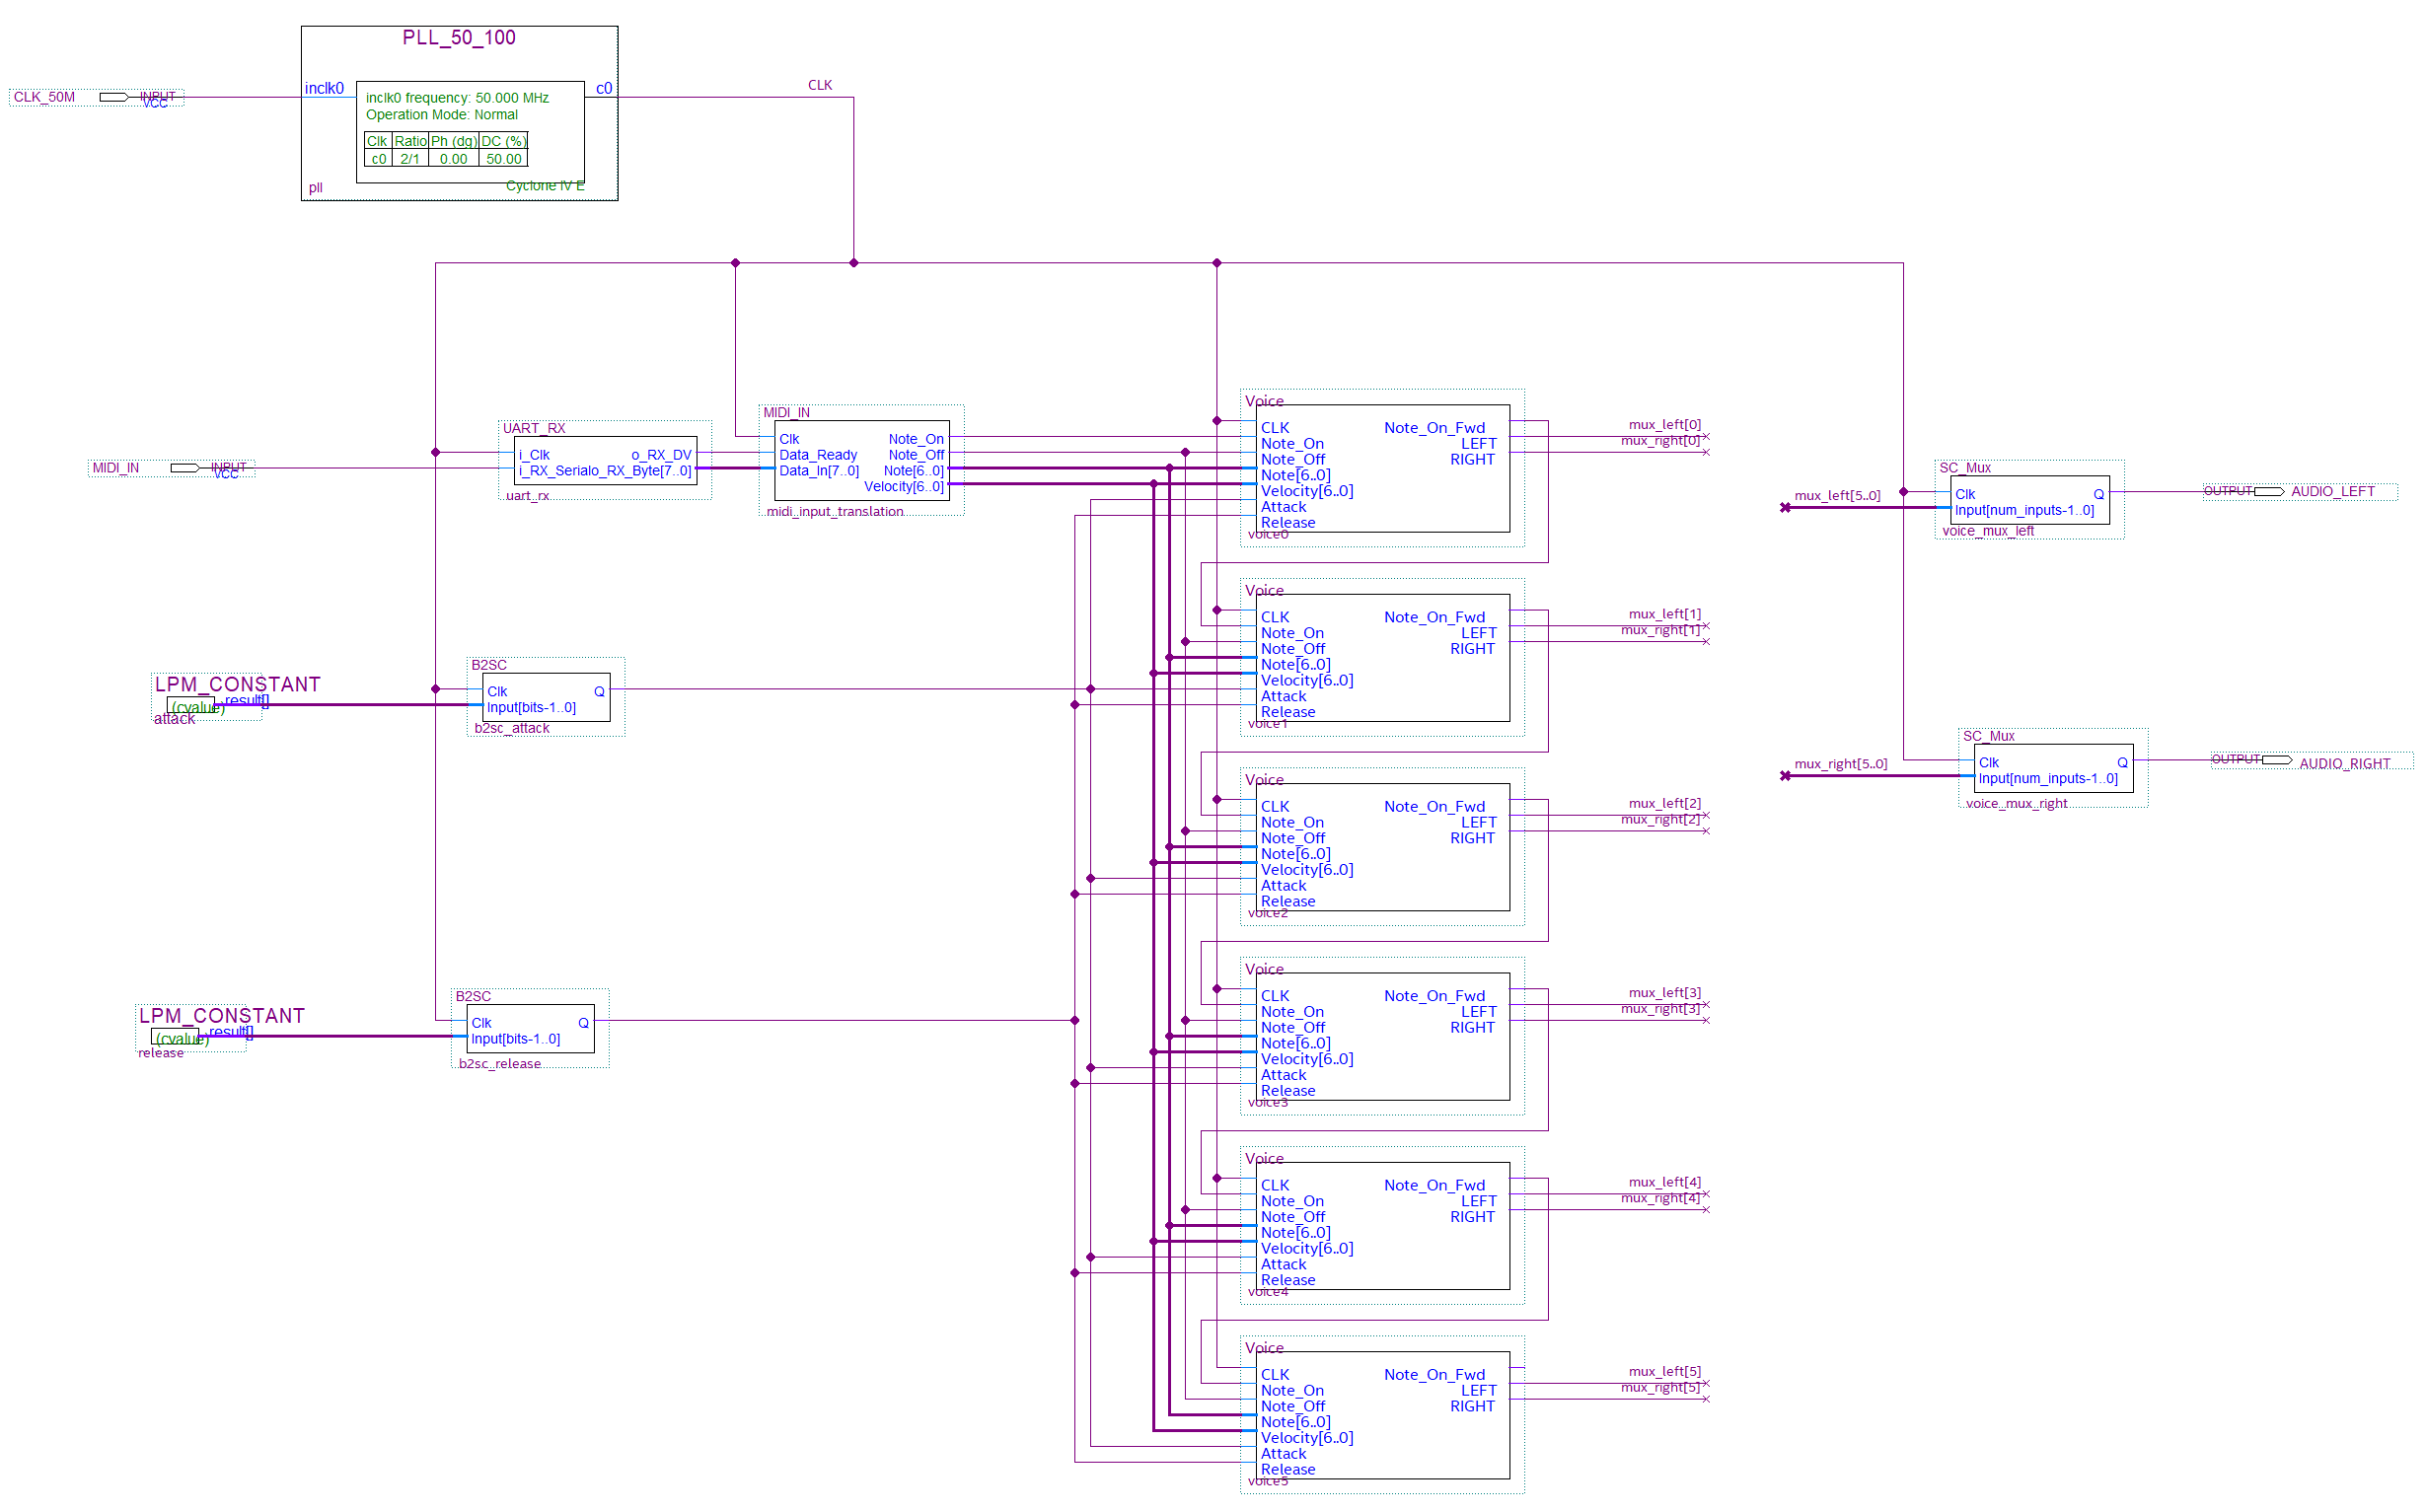 PLL_50_100
inclk0
c0
CLK
CLK_50M
INPUT
VCC
inclk0 frequency: 50.000 MHz
Operation Mode: Normal
Clk Ratio Ph (dg) DC (%)
c0 2/1 0.00 50.00
Cyclone IV E
pll
MIDI_IN
INPUT
VCC
UART_RX
i_Clk
o_RX_DV
i_RX_Serial
o_RX_Byte[7..0]
uart_rx
MIDI_IN
Clk
Note_On
Data_Ready
Note_Off
Data_In[7..0]
Note[6..0]
Velocity[6..0]
midi_input_translation
LPM_CONSTANT
result[]
(cvalue)
attack
B2SC
Clk
Q
Input[bits-1..0]
b2sc_attack
LPM_CONSTANT
result[]
(cvalue)
release
B2SC
Clk
Q
Input[bits-1..0]
b2sc_release
Voice
CLK
Note_On_Fwd
Note_On
LEFT
Note_Off
RIGHT
Note[6..0]
Velocity[6..0]
Attack
Release
voice0
mux_left[0]
mux_right[0]
Voice
CLK
Note_On_Fwd
Note_On
LEFT
Note_Off
RIGHT
Note[6..0]
Velocity[6..0]
Attack
Release
voice1
mux_left[1]
mux_right[1]
Voice
CLK
Note_On_Fwd
Note_On
LEFT
Note_Off
RIGHT
Note[6..0]
Velocity[6..0]
Attack
Release
voice2
mux_left[2]
mux_right[2]
Voice
CLK
Note_On_Fwd
Note_On
LEFT
Note_Off
RIGHT
Note[6..0]
Velocity[6..0]
Attack
Release
voice3
mux_left[3]
mux_right[3]
Voice
CLK
Note_On_Fwd
Note_On
LEFT
Note_Off
RIGHT
Note[6..0]
Velocity[6..0]
Attack
Release
voice4
mux_left[4]
mux_right[4]
Voice
CLK
Note_On_Fwd
Note_On
LEFT
Note_Off
RIGHT
Note[6..0]
Velocity[6..0]
Attack
Release
voice5
mux_left[5]
mux_right[5]
mux_left[5..0]
SC_Mux
Clk
Q
Input[num_inputs-1..0]
voice_mux_left
OUTPUT
AUDIO_LEFT
mux_right[5..0]
SC_Mux
Clk
Q
Input[num_inputs-1..0]
voice_mux_right
OUTPUT
AUDIO_RIGHT